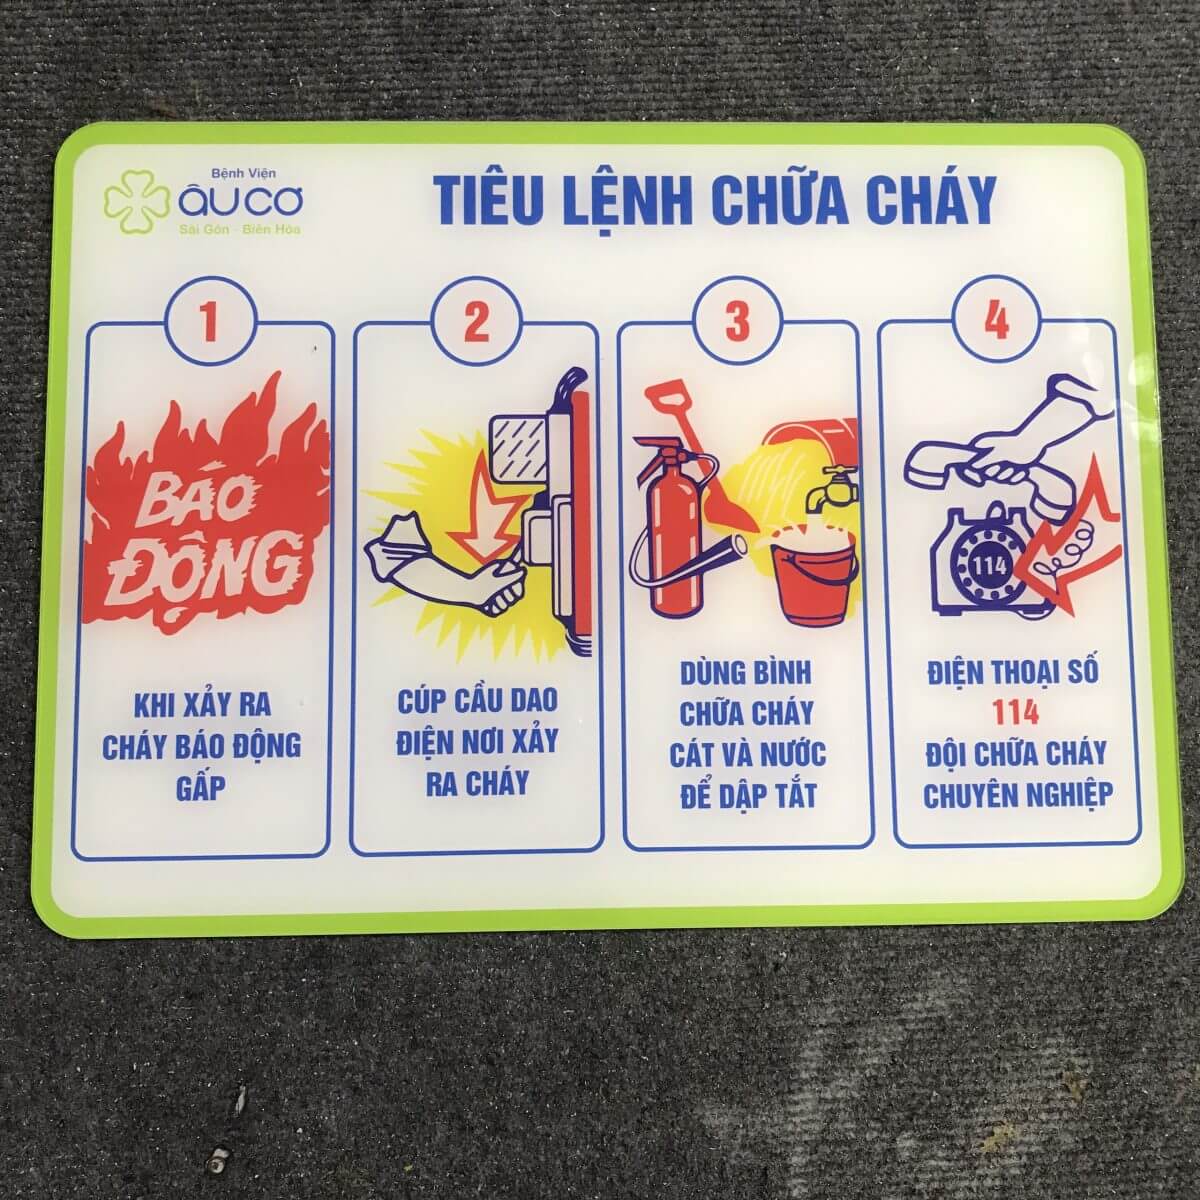 Bệnh Viện
ÂU CƠ
Sài Gòn - Biên Hòa
TIÊU LỆNH CHỮA CHÁY
1
BÁO
ĐỘNG
KHI XẢY RA
CHÁY BÁO ĐỘNG
GẤP
2
CÚP CẦU DAO
ĐIỆN NƠI XẢY
RA CHÁY
3
DÙNG BÌNH
CHỮA CHÁY
CÁT VÀ NƯỚC
ĐỂ DẬP TẮT
4
114
ĐIỆN THOẠI SỐ
114
ĐỘI CHỮA CHÁY
CHUYÊN NGHIỆP